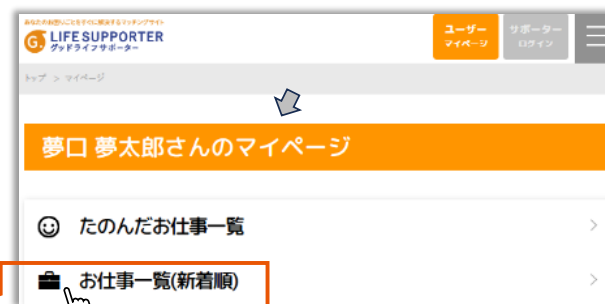 あなたのお困りごとをすぐに解決するマッチングサイト
G. LIFE SUPPORTER
グッドライフサポーター
ユーザー
マイページ
サポーター
ログイン
トップ > マイページ
夢口 夢太郎さんのマイページ
たのんだお仕事一覧
お仕事一覧(新着順)